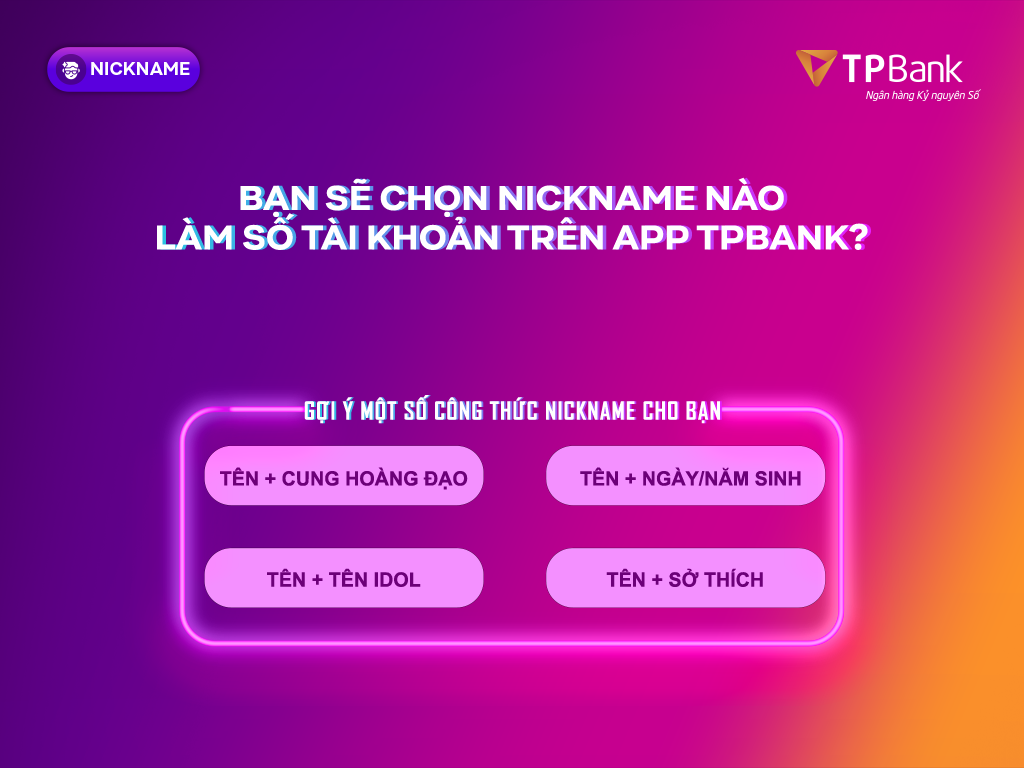 NICKNAME
TPBank
Ngân hàng Kỷ nguyên Số
BẠN SẼ CHỌN NICKNAME NÀO
LÀM SỐ TÀI KHOẢN TRÊN APP TPBANK?
GỢI Ý MỘT SỐ CÔNG THỨC NICKNAME CHO BẠN
TÊN + CUNG HOÀNG ĐẠO
TÊN + NGÀY/NĂM SINH
TÊN + TÊN IDOL
TÊN + SỞ THÍCH